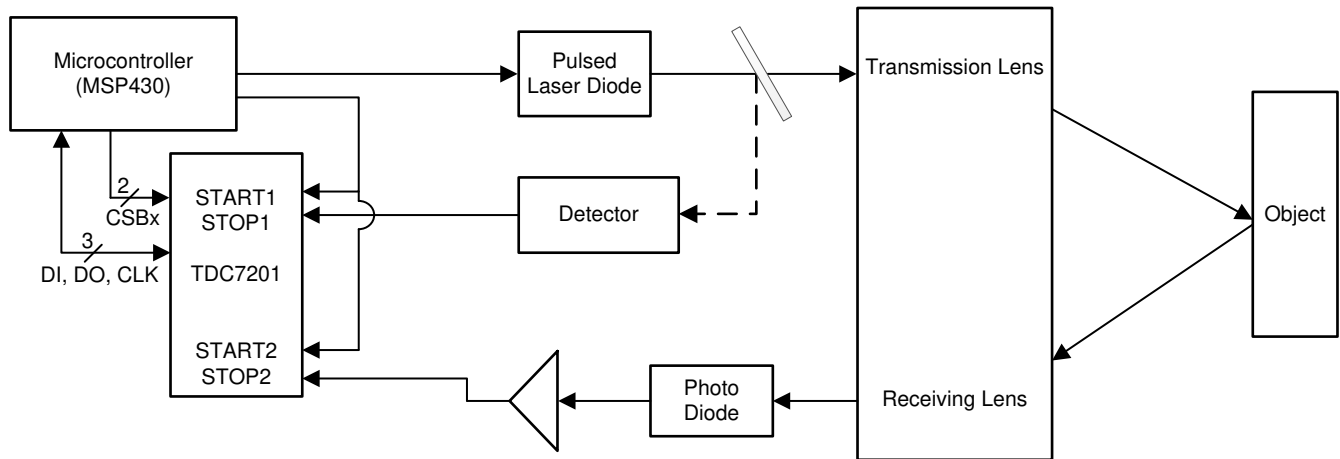 Microcontroller
(MSP430)
Pulsed
Laser Diode
Transmission Lens
Object
2
CSBx
3
DI, DO, CLK
START1
STOP1
TDC7201
START2
STOP2
Detector
Photo
Diode
Receiving Lens